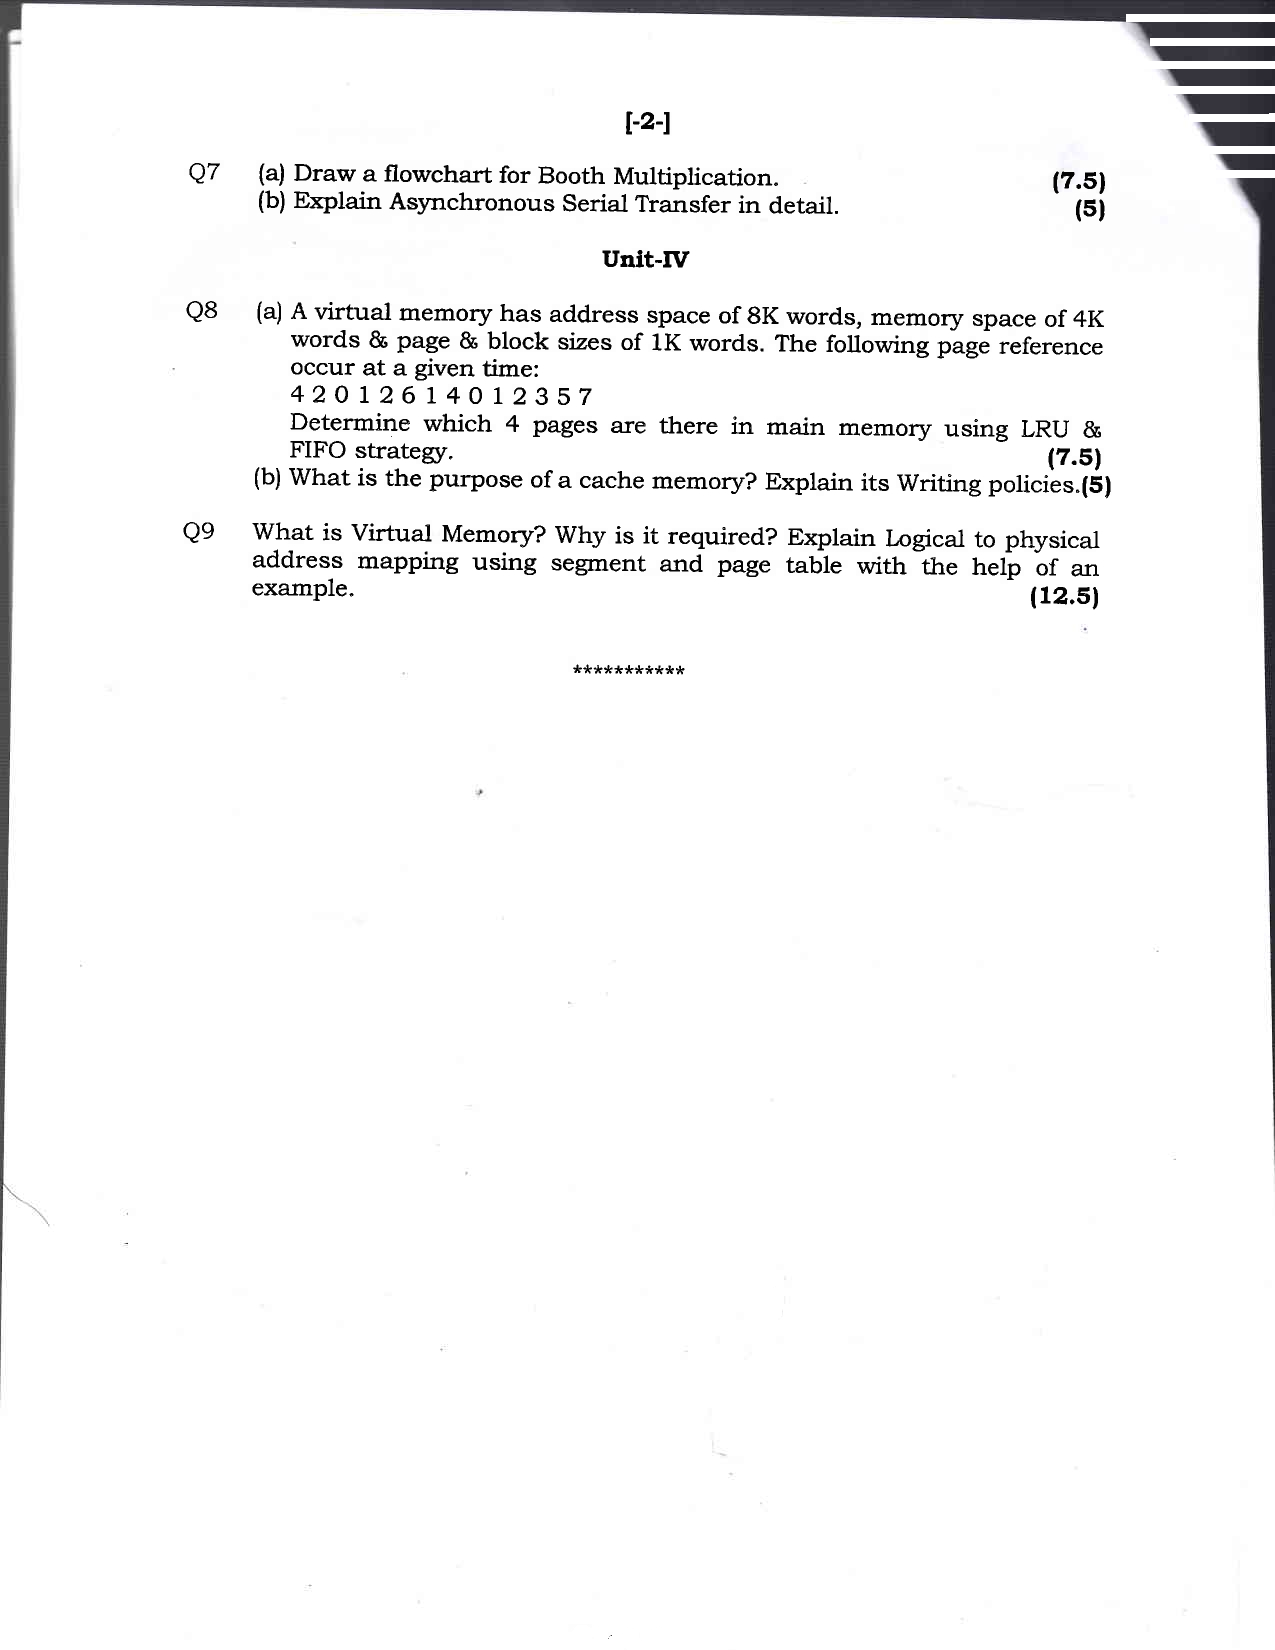 [-2-]
Q7 (a) Draw a flowchart for Booth Multiplication. (7.5)
(b) Explain Asynchronous Serial Transfer in detail. (5)
Unit-IV
Q8 (a) A virtual memory has address space of 8K words, memory space of 4K
words & page & block sizes of 1K words. The following page reference
occur at a given time:
4 2 0 1 2 6 1 4 0 1 2 3 5 7
Determine which 4 pages are there in main memory using LRU &
FIFO strategy. (7.5)
(b) What is the purpose of a cache memory? Explain its Writing policies.(5)
Q9 What is Virtual Memory? Why is it required? Explain Logical to physical
address mapping using segment and page table with the help of an
example. (12.5)
***********